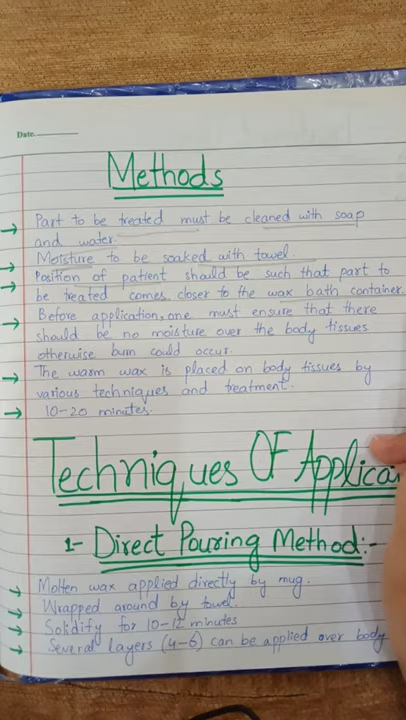 Date.
Methods
→ Part to be treated must be cleaned with soap
and water.
→ Moisture to be soaked with towel.
→ Position of patient should be such that part to
be treated comes closer to the wax bath container.
→ Before application, one must ensure that there
should be no moisture over the body tissues
otherwise burn could occur.
→ The warm wax is placed on body tissues by
various techniques and treatment.
→ 10-20 minutes.
Techniques OF Applica
1- Direct Pouring Method:-
→ Molten wax applied directly by mug.
→ Wrapped around by towel.
→ Solidify for 10-12 minutes
→ Several layers (4-6) can be applied over body